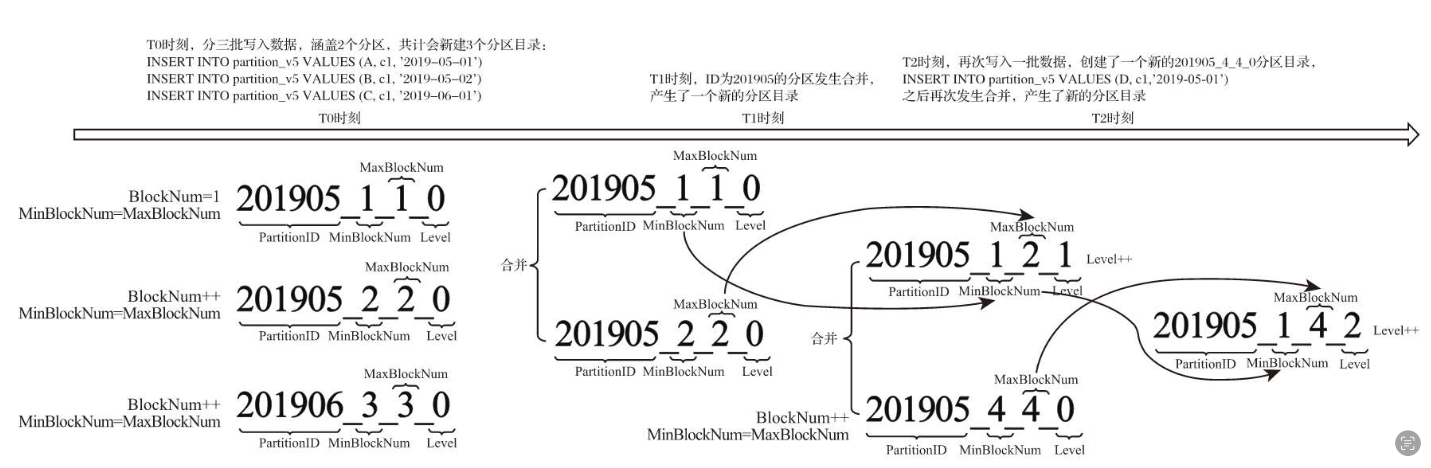 T0时刻，分三批写入数据，涵盖2个分区，共计会新建3个分区目录：
INSERT INTO partition_v5 VALUES (A, c1, '2019-05-01')
INSERT INTO partition_v5 VALUES (B, c1, '2019-05-02')
INSERT INTO partition_v5 VALUES (C, c1, '2019-06-01')
T0时刻
T1时刻，ID为201905的分区发生合并，
产生了一个新的分区目录
T1时刻
T2时刻，再次写入一批数据，创建了一个新的201905_4_4_0分区目录，
INSERT INTO partition_v5 VALUES (D, c1,'2019-05-01')
之后再次发生合并，产生了新的分区目录
T2时刻
BlockNum=1
MinBlockNum=MaxBlockNum
MaxBlockNum
201905_1_1_0
PartitionID MinBlockNum Level
BlockNum++
MinBlockNum=MaxBlockNum
MaxBlockNum
201905_2_2_0
PartitionID MinBlockNum Level
BlockNum++
MinBlockNum=MaxBlockNum
MaxBlockNum
201906_3_3_0
PartitionID MinBlockNum Level
合并
MaxBlockNum
201905_1_1_0
PartitionID MinBlockNum Level
MaxBlockNum
201905_2_2_0
PartitionID MinBlockNum Level
合并
MaxBlockNum
201905_1_2_1 Level++
PartitionID MinBlockNum Level
BlockNum++
MinBlockNum=MaxBlockNum
MaxBlockNum
201905_4_4_0
PartitionID MinBlockNum Level
MaxBlockNum
201905_1_4_2 Level++
PartitionID MinBlockNum Level